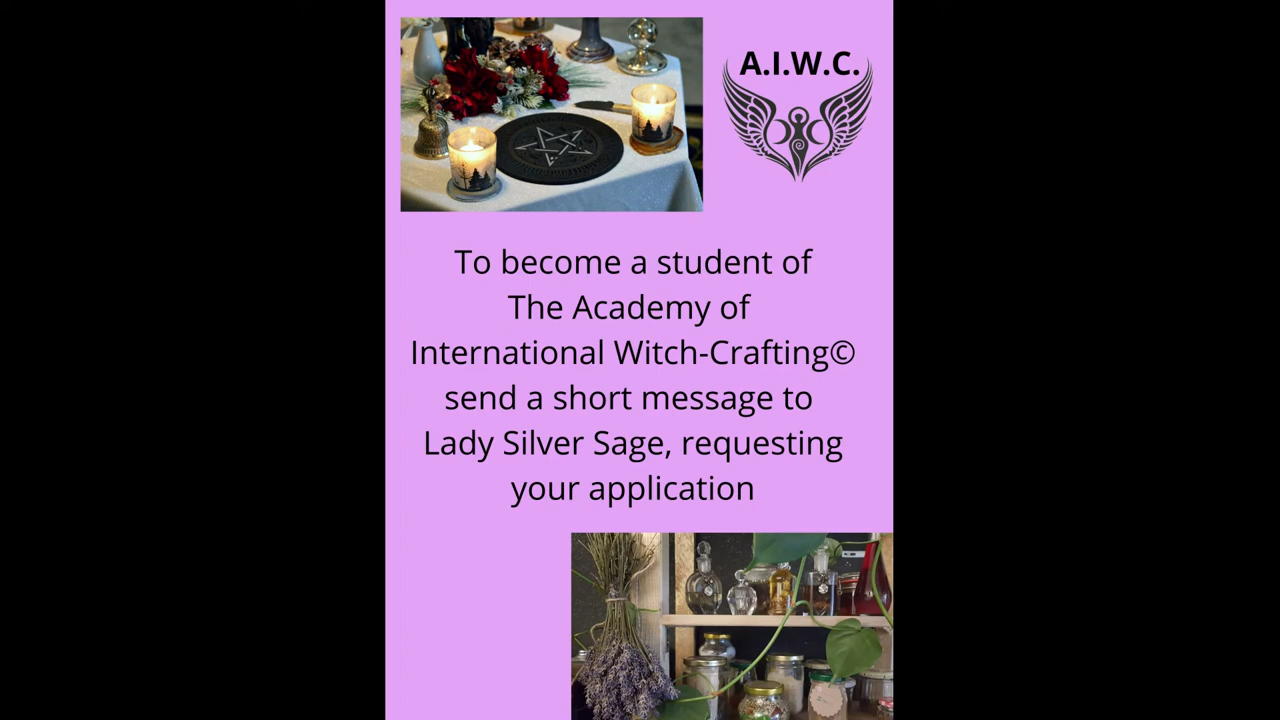 A.I.W.C.
To become a student of
The Academy of
International Witch-Crafting©
send a short message to
Lady Silver Sage, requesting
your application